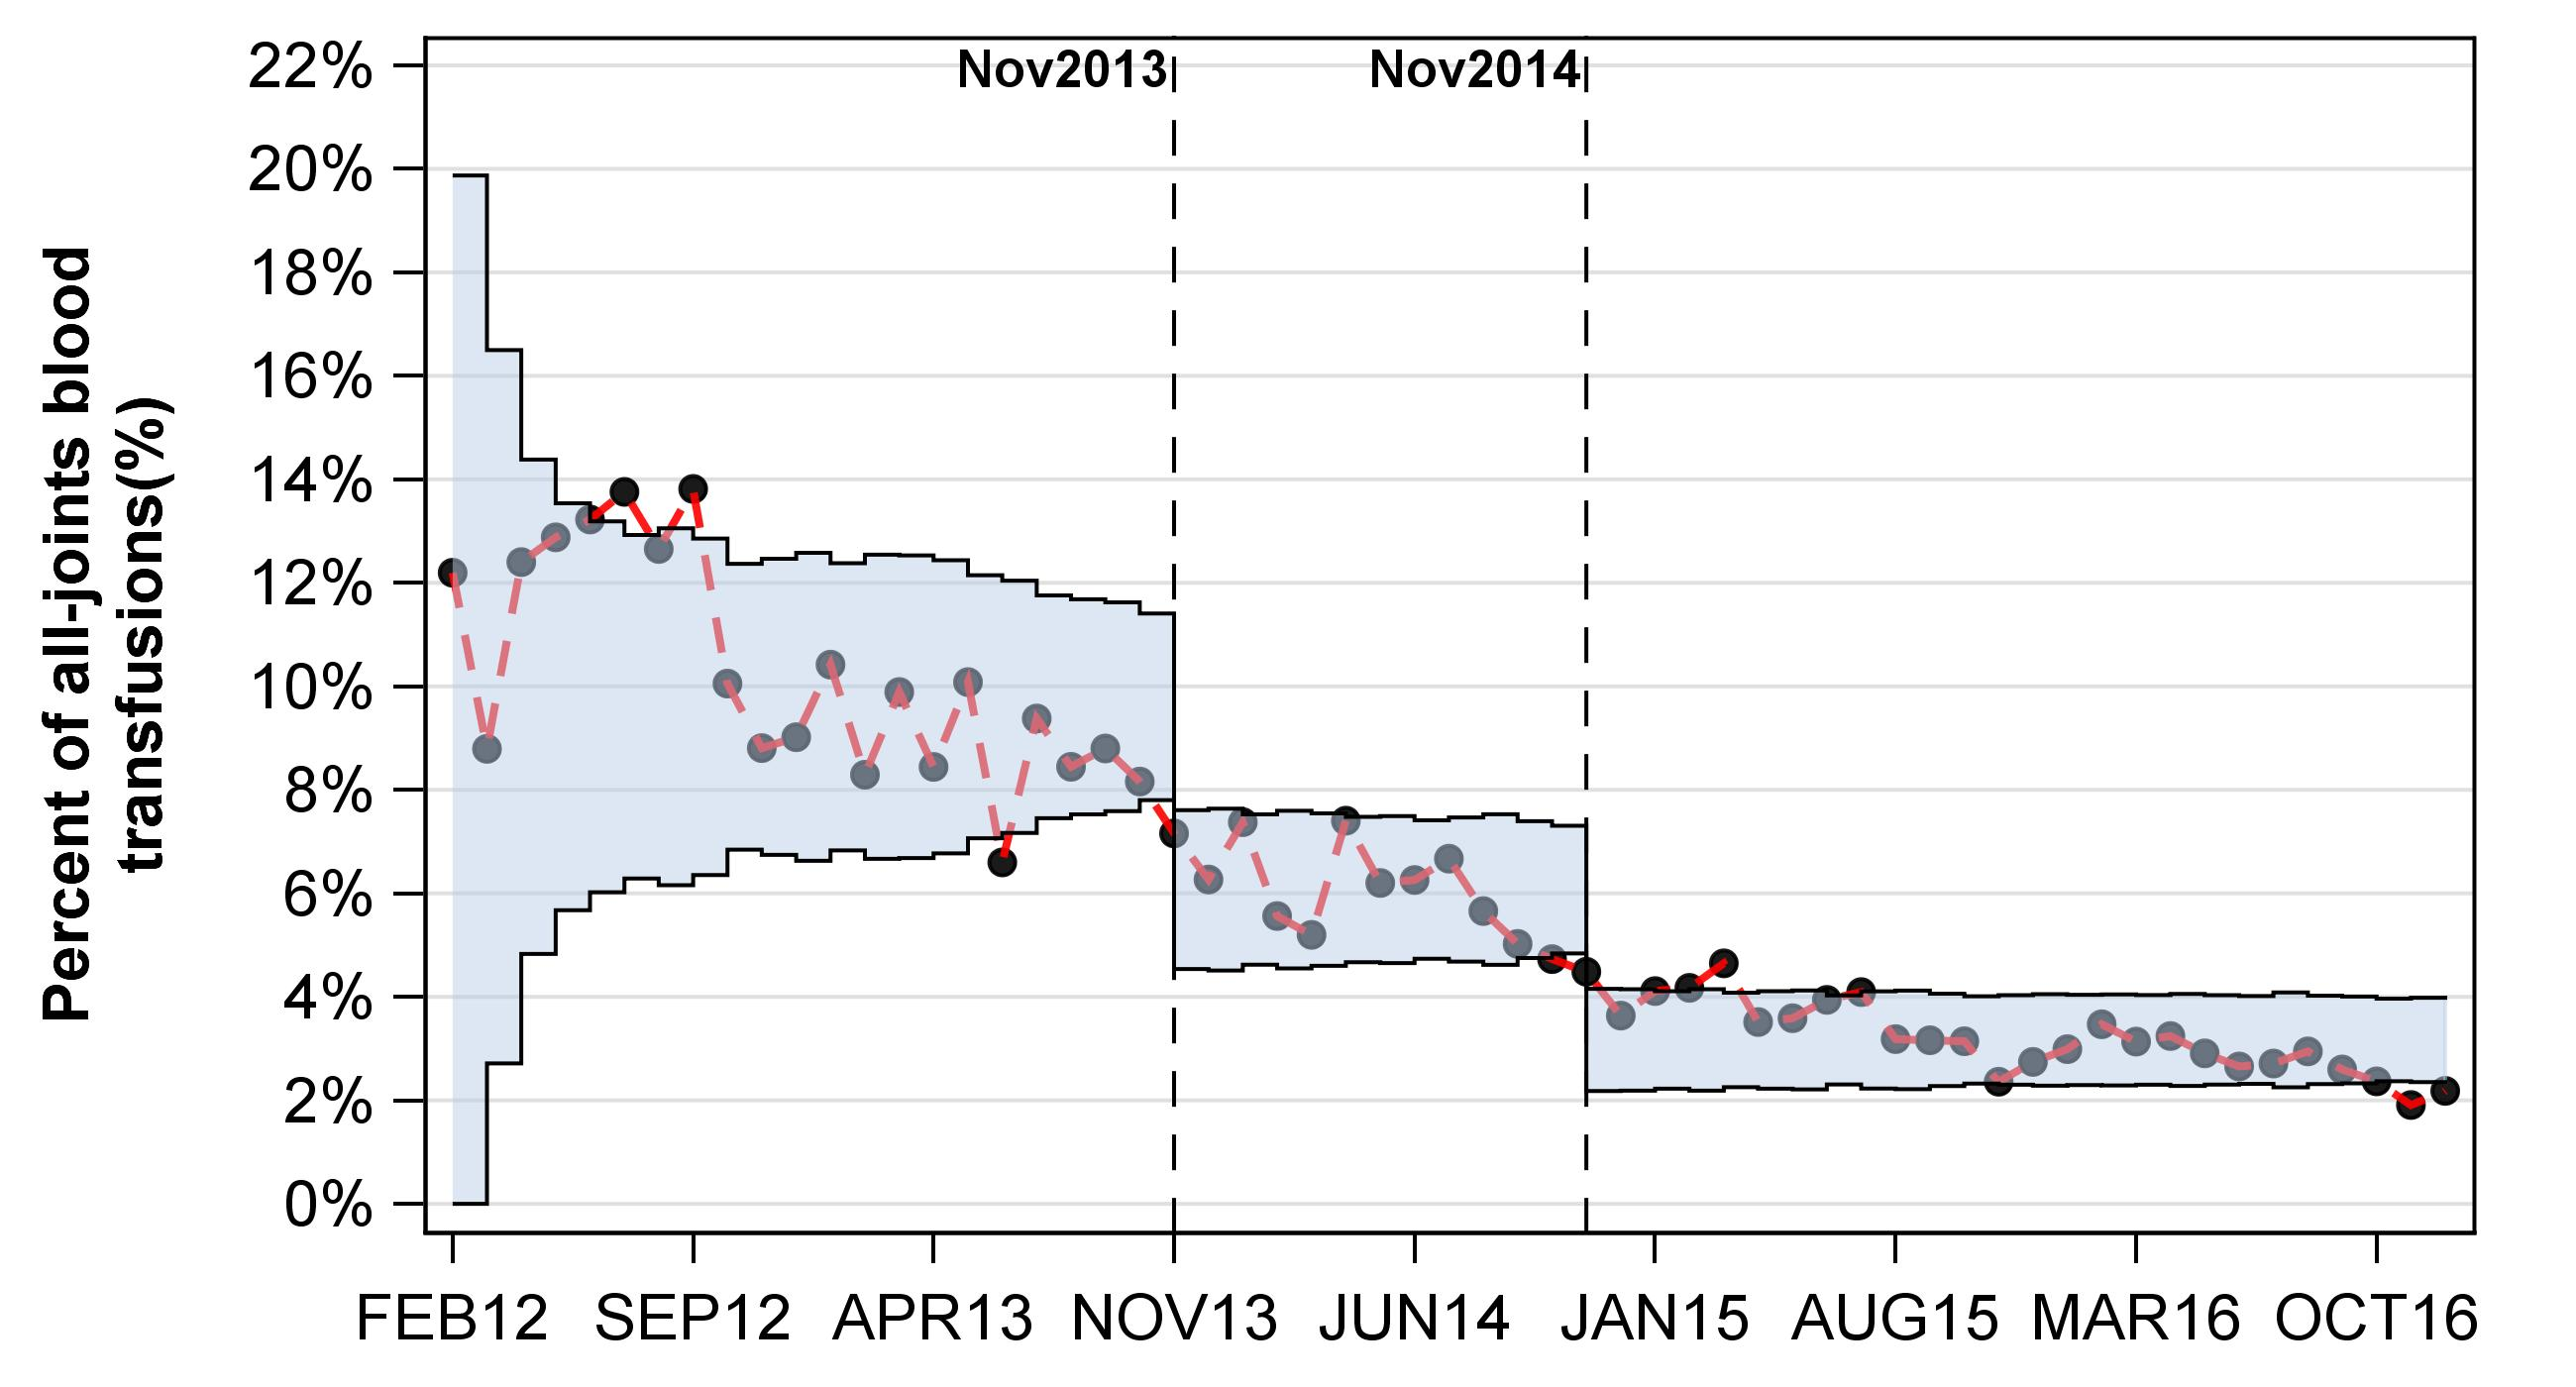 Percent of all-joints blood
transfusions(%)
22%
20%
18%
16%
14%
12%
10%
8%
6%
4%
2%
0%
Nov2013
Nov2014
FEB12
SEP12
APR13
NOV13
JUN14
JAN15
AUG15
MAR16
OCT16